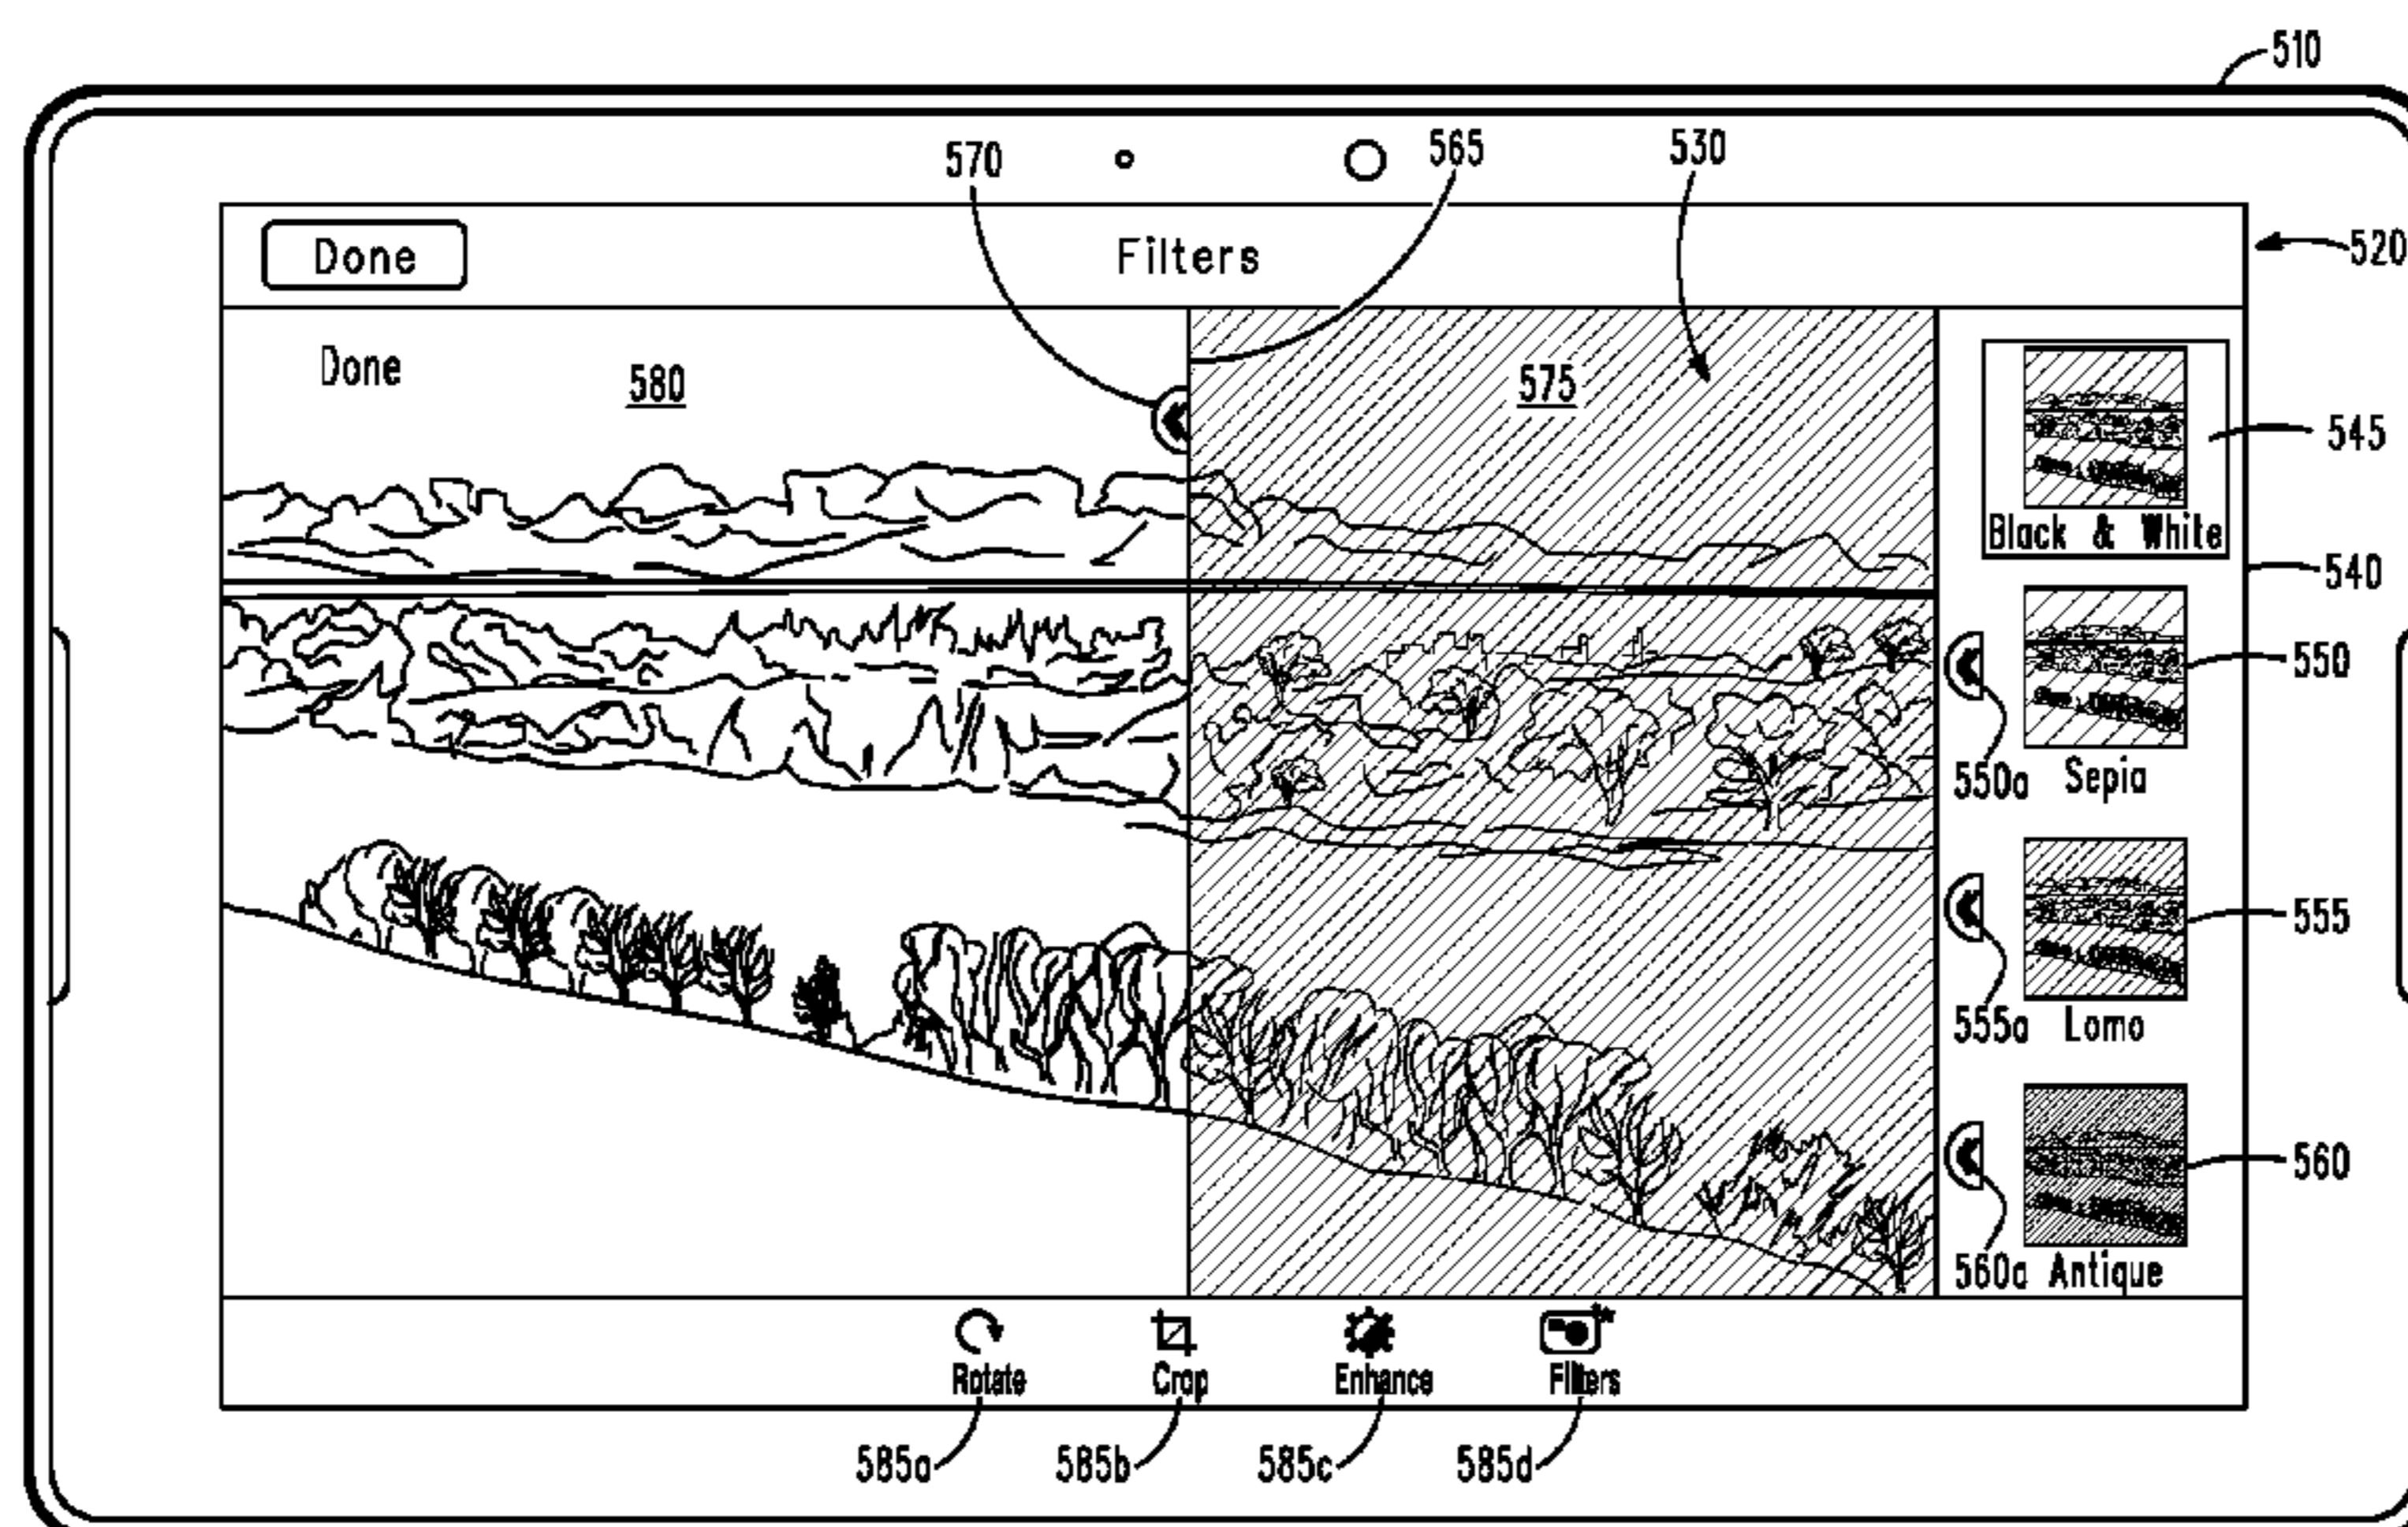 510
570
565
530
Done
Filters
520
Done
580
575
545
Black & White
540
550
550a
Sepia
555
555a
Lomo
560
560a
Antique
Rotate
Crop
Enhance
Filters
585a
585b
585c
585d